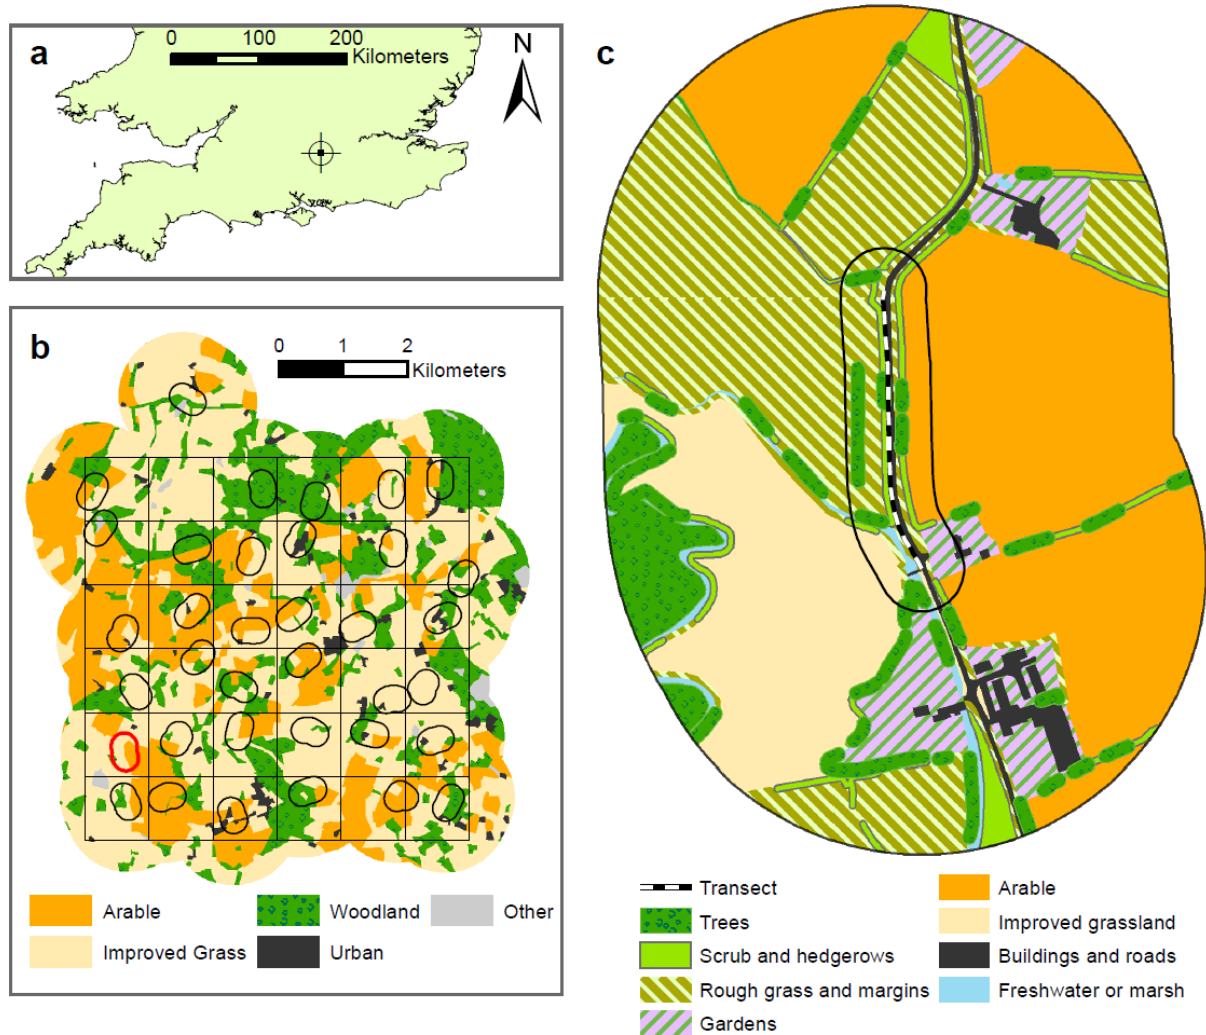 a
0 100 200
Kilometers
N
b
0 1 2
Kilometers
Arable
Woodland
Other
Improved Grass
Urban
c
Transect
Arable
Trees
Improved grassland
Scrub and hedgerows
Buildings and roads
Rough grass and margins
Freshwater or marsh
Gardens